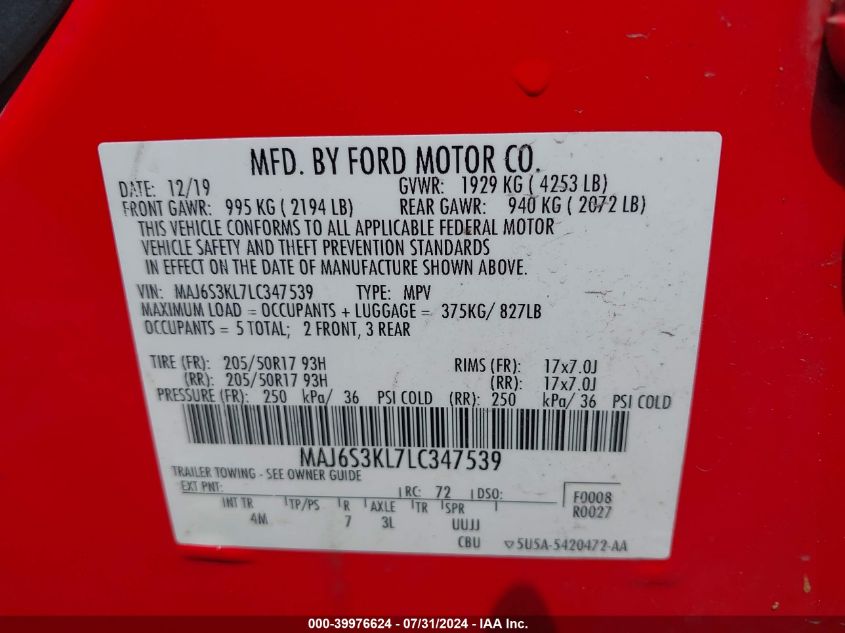 MFD. BY FORD MOTOR CO.
DATE: 12/19 GVWR: 1929 KG ( 4253 LB)
FRONT GAWR: 995 KG ( 2194 LB) REAR GAWR: 940 KG ( 2072 LB)
THIS VEHICLE CONFORMS TO ALL APPLICABLE FEDERAL MOTOR
VEHICLE SAFETY AND THEFT PREVENTION STANDARDS
IN EFFECT ON THE DATE OF MANUFACTURE SHOWN ABOVE.
VIN: MAJ6S3KL7LC347539 TYPE: MPV
MAXIMUM LOAD = OCCUPANTS + LUGGAGE = 375KG/ 827LB
OCCUPANTS = 5 TOTAL; 2 FRONT, 3 REAR
TIRE (FR): 205/50R17 93H RIMS (FR): 17x7.0J
(RR): 205/50R17 93H (RR): 17x7.0J
PRESSURE (FR): 250 kPa/ 36 PSI COLD (RR): 250 kPa/ 36 PSI COLD
MAJ6S3KL7LC347539
TRAILER TOWING - SEE OWNER GUIDE
EXT PNT: RC: 72 DSO: F0008
INT TR TP/PS R AXLE TR SPR R0027
4M 7 3L UUJJ
CBU 5U5A-5420472-AA
000-39976624 / 07/31/2024 - IAA Inc.